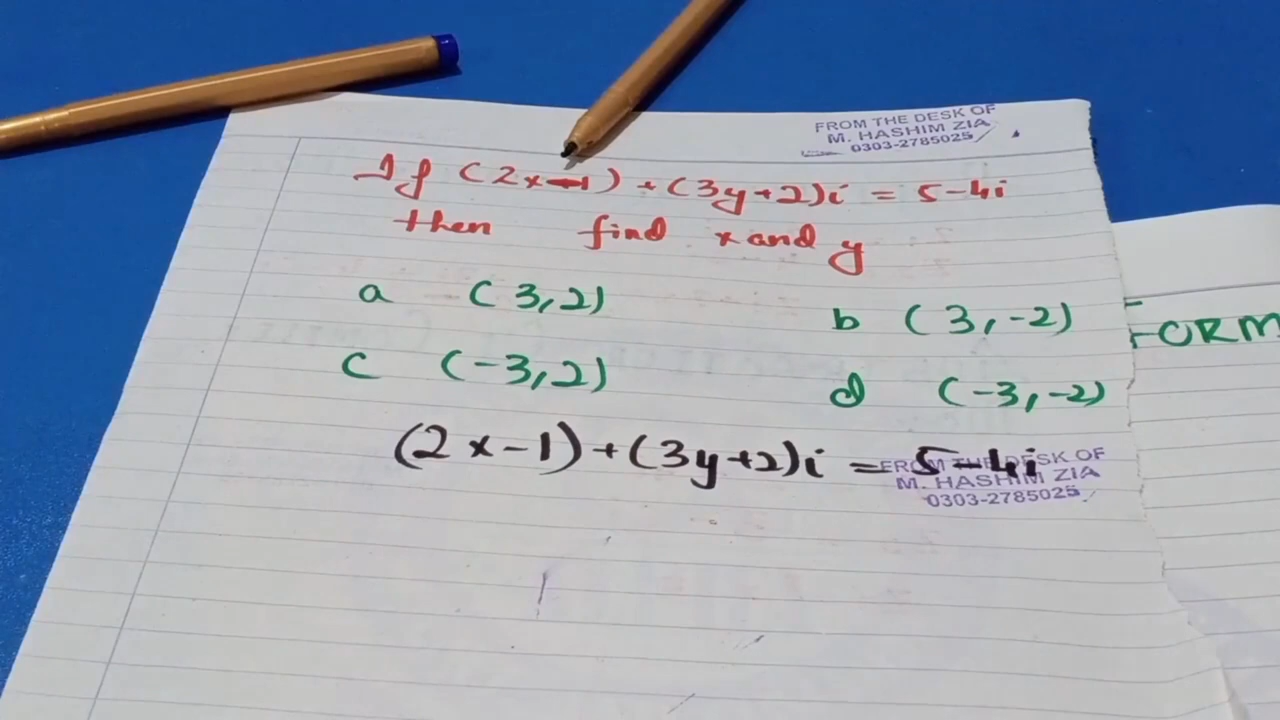 FROM THE DESK OF
M. HASHIM ZIA
0303-2785025
If (2x-1) + (3y+2)i = 5-4i
then find x and y
a (3,2)
b (3,-2)
FORM
c (-3,2)
d (-3,-2)
(2x-1)+(3y+2)i = 5-4i
FROM THE DESK OF
M. HASHIM ZIA
0303-2785025